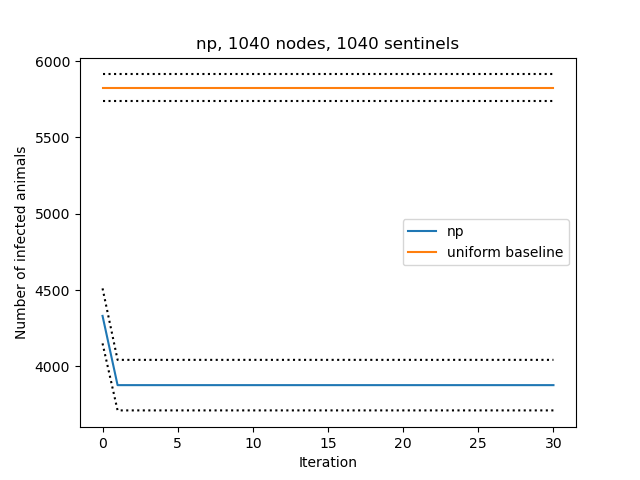 np, 1040 nodes, 1040 sentinels
Number of infected animals
6000
5500
5000
4500
4000
np
uniform baseline
0 5 10 15 20 25 30
Iteration